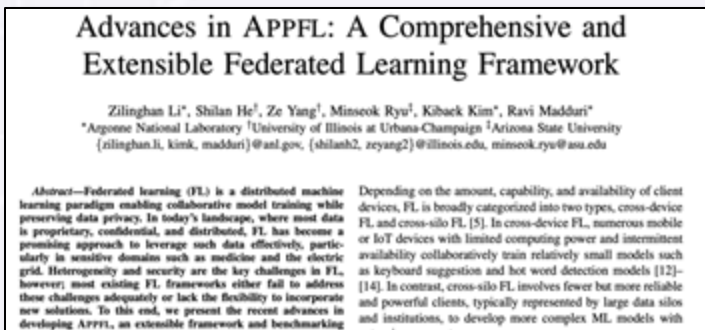 Advances in APPFL: A Comprehensive and
Extensible Federated Learning Framework
Zilinghan Li*, Shilan He†, Ze Yang†, Minseok Ryu‡, Kibaek Kim*, Ravi Madduri*
*Argonne National Laboratory †University of Illinois at Urbana-Champaign ‡Arizona State University
{zilinghan.li, kimk, madduri}@anl.gov, {shilanh2, zeyang2}@illinois.edu, minseok.ryu@asu.edu
Abstract—Federated learning (FL) is a distributed machine
learning paradigm enabling collaborative model training while
preserving data privacy. In today's landscape, where most data
is proprietary, confidential, and distributed, FL has become a
promising approach to leverage such data effectively, partic-
ularly in sensitive domains such as medicine and the electric
grid. Heterogeneity and security are the key challenges in FL,
however; most existing FL frameworks either fail to address
these challenges adequately or lack the flexibility to incorporate
new solutions. To this end, we present the recent advances in
developing APPFL, an extensible framework and benchmarking
Depending on the amount, capability, and availability of client
devices, FL is broadly categorized into two types, cross-device
FL and cross-silo FL [5]. In cross-device FL, numerous mobile
or IoT devices with limited computing power and intermittent
availability collaboratively train relatively small models such
as keyboard suggestion and hot word detection models [12]–
[14]. In contrast, cross-silo FL involves fewer but more reliable
and powerful clients, typically represented by large data silos
and institutions, to develop more complex ML models with